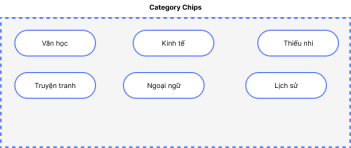 Category Chips
Văn học
Kinh tế
Thiếu nhi
Truyện tranh
Ngoại ngữ
Lịch sử